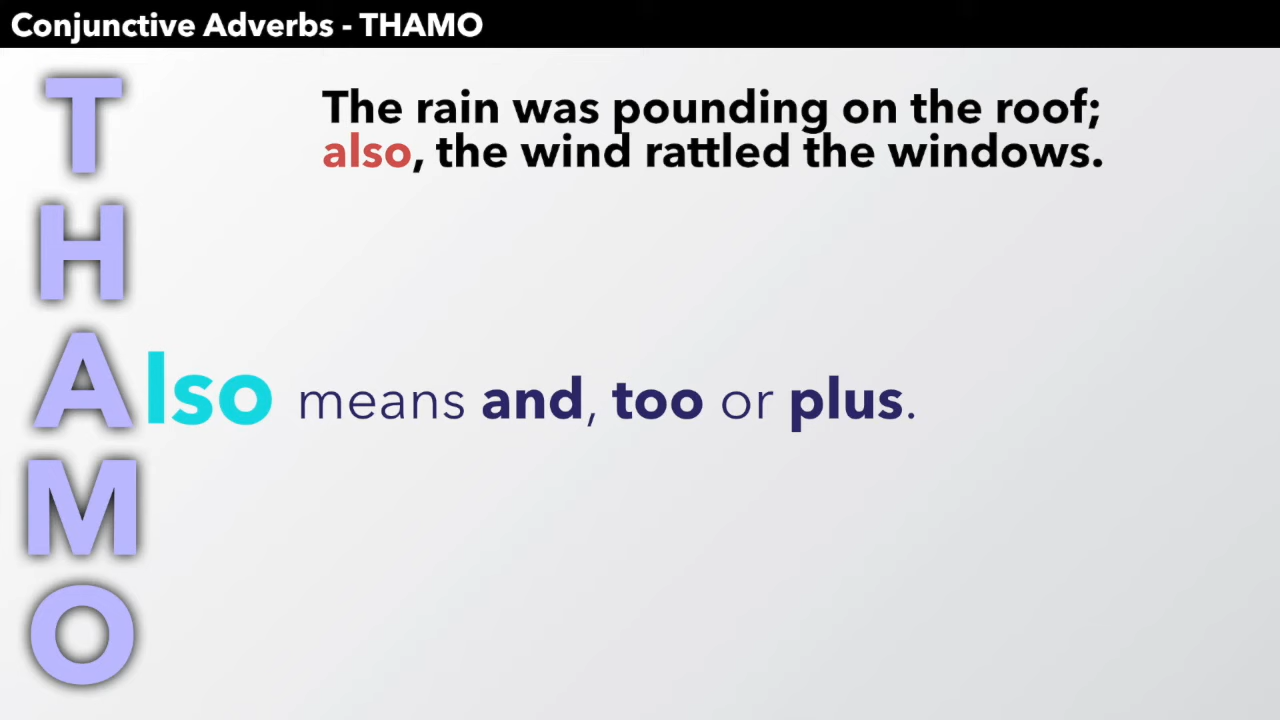 Conjunctive Adverbs - THAMO
The rain was pounding on the roof;
also, the wind rattled the windows.
T
H
Also means and, too or plus.
M
O